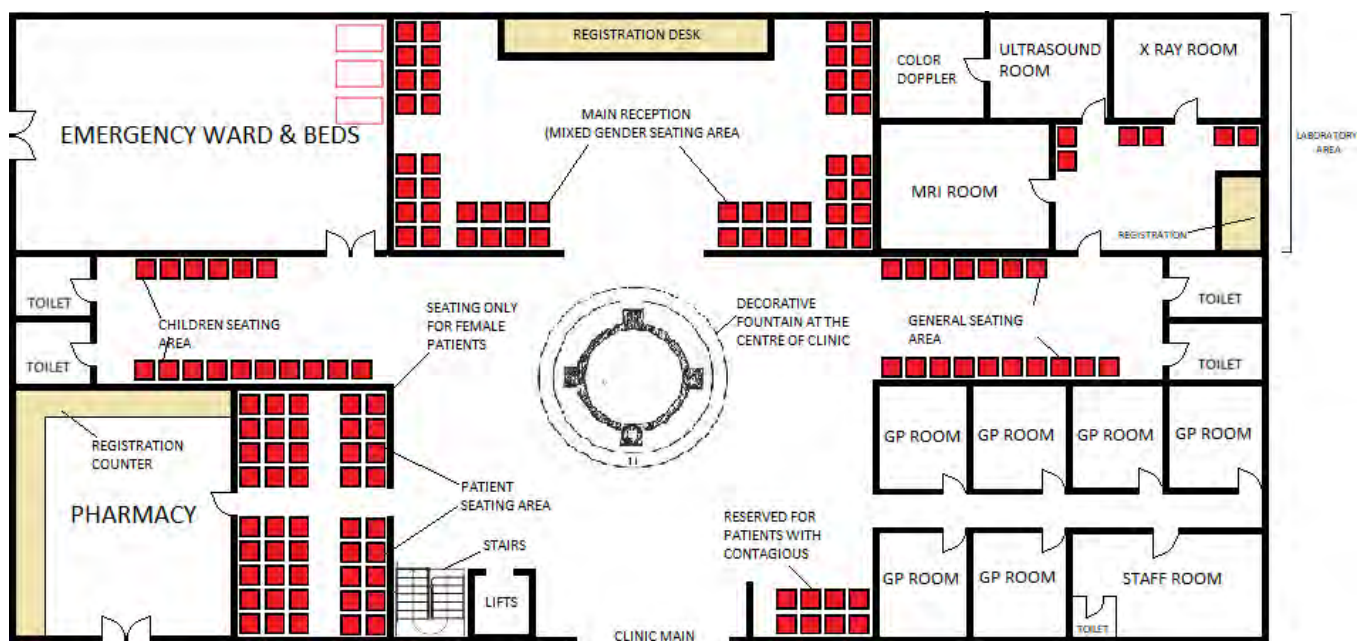 REGISTRATION DESK
COLOR
DOPPLER
ULTRASOUND
ROOM
X RAY ROOM
EMERGENCY WARD & BEDS
MAIN RECEPTION
(MIXED GENDER SEATING AREA
LABORATORY
AREA
MRI ROOM
REGISTRATION
TOILET
TOILET
CHILDREN SEATING
AREA
SEATING ONLY
FOR FEMALE
PATIENTS
DECORATIVE
FOUNTAIN AT THE
CENTRE OF CLINIC
GENERAL SEATING
AREA
TOILET
TOILET
REGISTRATION
COUNTER
PHARMACY
PATIENT
SEATING AREA
GP ROOM
GP ROOM
GP ROOM
GP ROOM
RESERVED FOR
PATIENTS WITH
CONTAGIOUS
STAIRS
LIFTS
GP ROOM
GP ROOM
STAFF ROOM
TOILET
CLINIC MAIN